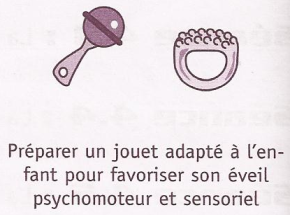 Préparer un jouet adapté à l'en-
fant pour favoriser son éveil
psychomoteur et sensoriel